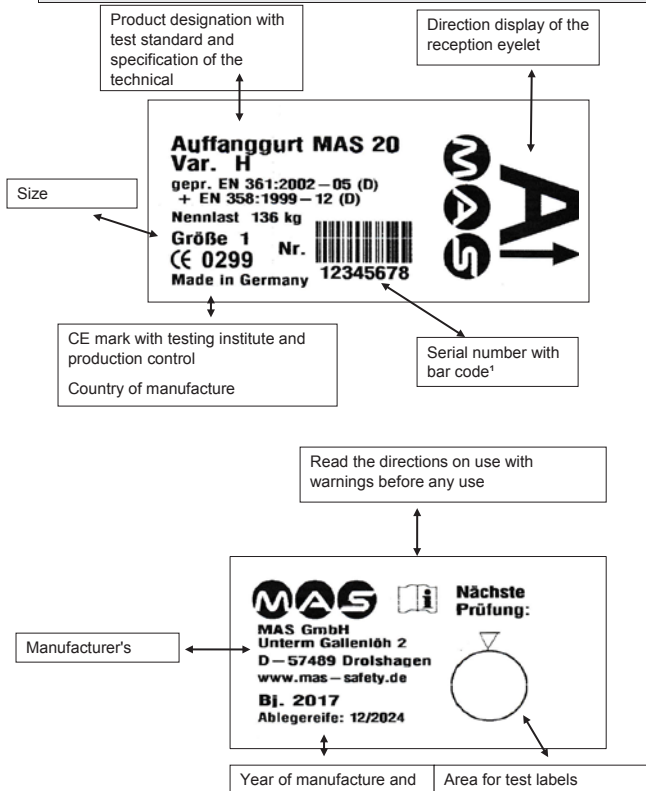 Product designation with
test standard and
specification of the
technical
Direction display of the
reception eyelet
Auffanggurt MAS 20
Var. H
gepr. EN 361:2002 – 05 (D)
+ EN 358:1999 – 12 (D)
Nennlast 136 kg
Größe 1
CE 0299
Nr.
12345678
Made in Germany
MAS
A
Size
CE mark with testing institute and
production control
Country of manufacture
Serial number with
bar code¹
Read the directions on use with
warnings before any use
MAS
i
Nächste
Prüfung:
MAS GmbH
Unterm Gallenlöh 2
D – 57489 Drolshagen
www.mas – safety.de
Bj. 2017
Ablegereife: 12/2024
Manufacturer's
Year of manufacture and
Area for test labels